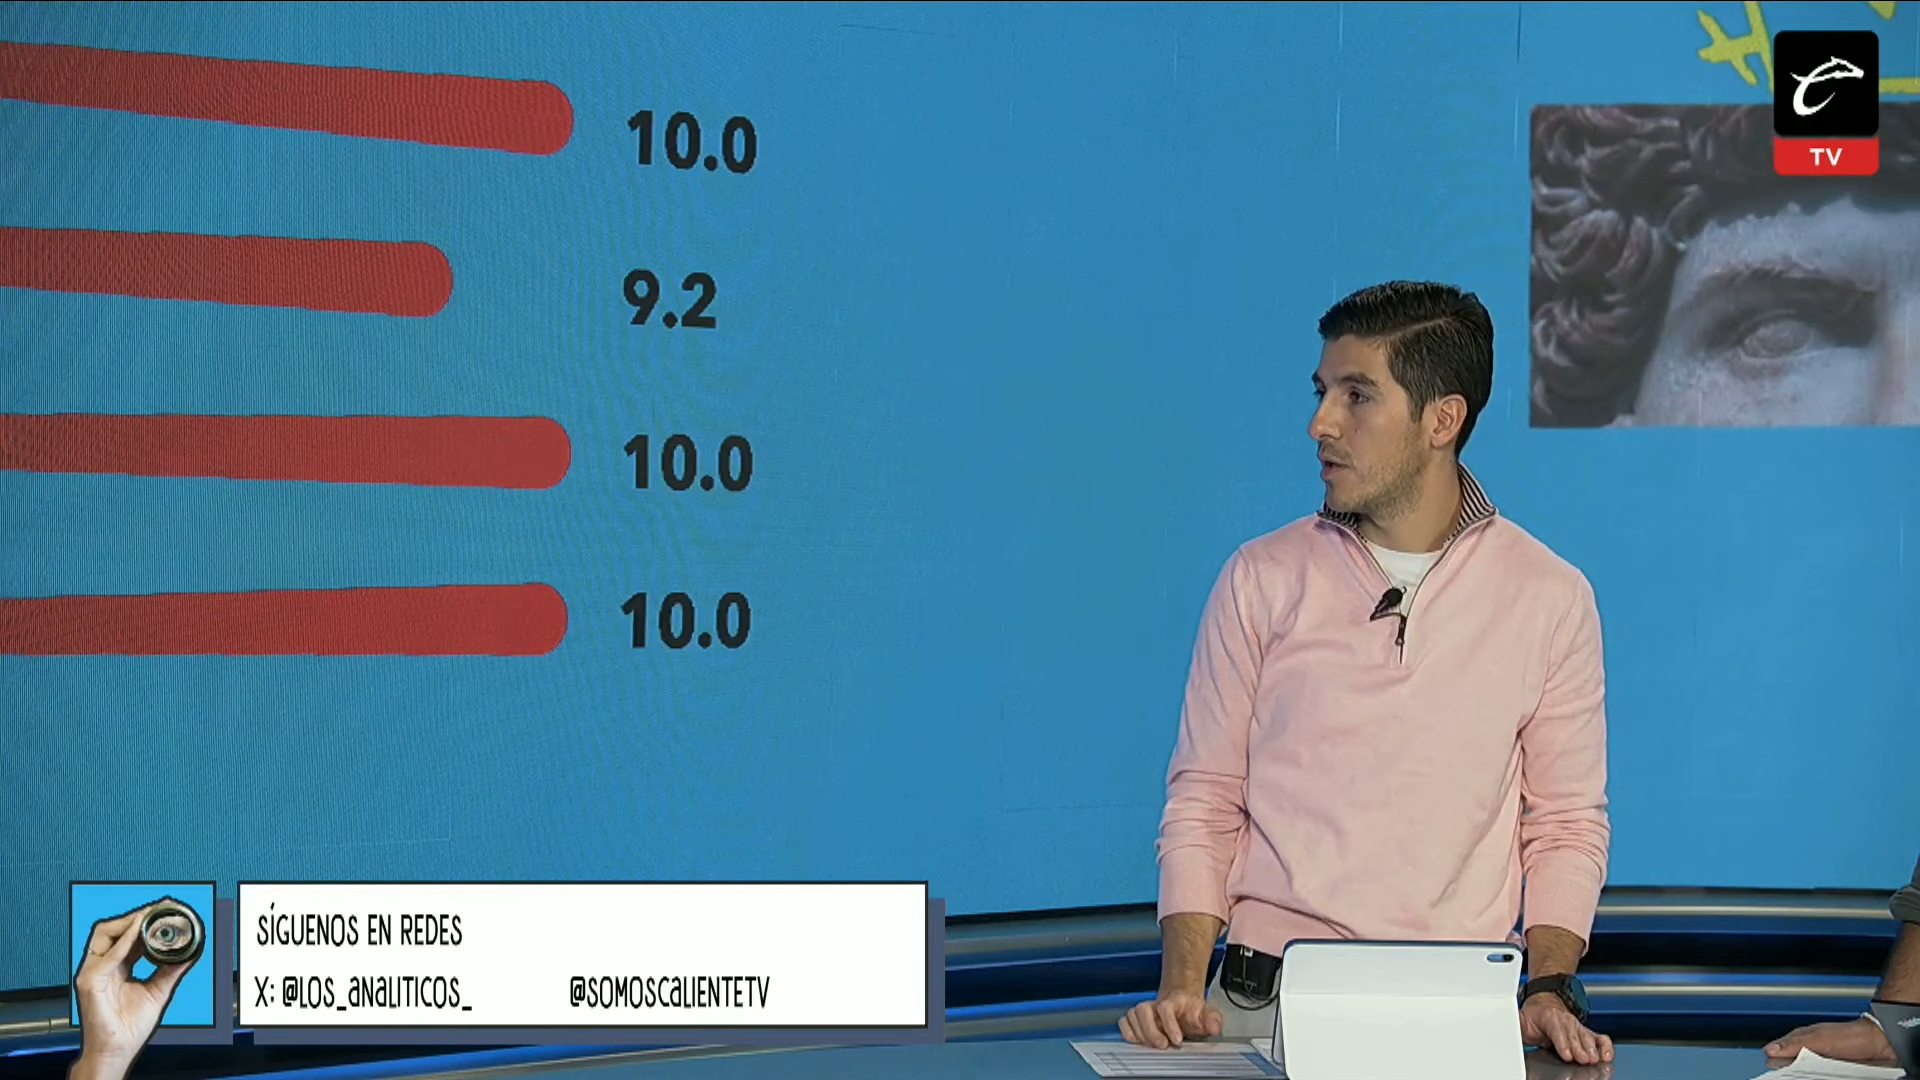 10.0
9.2
10.0
10.0
TV
SÍGUENOS EN REDES
X: @LOS_ANALITICOS_ @SOMOSCALIENTETV